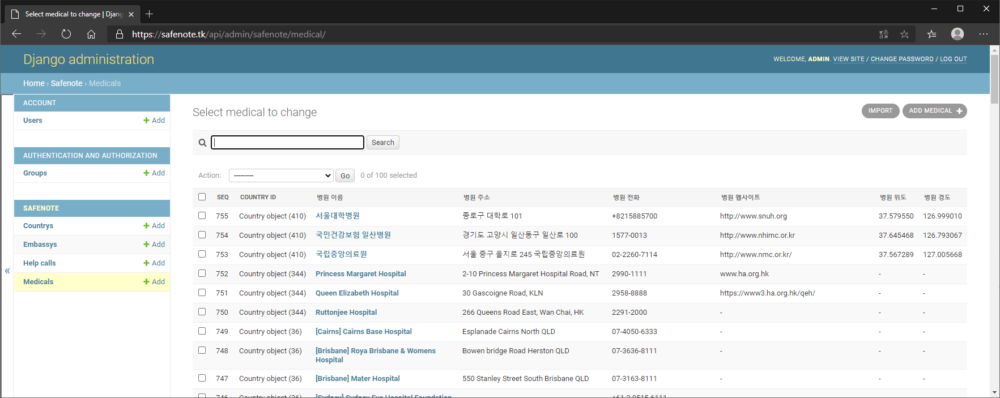 Select medical to change | Djang
https://safenote.tk/api/admin/safenote/medical/
Django administration
WELCOME, ADMIN. VIEW SITE / CHANGE PASSWORD / LOG OUT
Home › Safenote › Medicals
ACCOUNT
Users Add
AUTHENTICATION AND AUTHORIZATION
Groups Add
SAFENOTE
Countrys Add
Embassys Add
Help calls Add
Medicals Add
«
Select medical to change
IMPORT
ADD MEDICAL
Search
Action: --------- Go 0 of 100 selected
SEQ COUNTRY ID 병원 이름 병원 주소 병원 전화 병원 웹사이트 병원 위도 병원 경도
755 Country object (410) 서울대학병원 종로구 대학로 101 +8215885700 http://www.snuh.org 37.579550 126.999010
754 Country object (410) 국민건강보험 일산병원 경기도 고양시 일산동구 일산로 100 1577-0013 http://www.nhimc.or.kr 37.645468 126.793067
753 Country object (410) 국립중앙의료원 서울 중구 을지로 245 국립중앙의료원 02-2260-7114 http://www.nmc.or.kr/ 37.567289 127.005668
752 Country object (344) Princess Margaret Hospital 2-10 Princess Margaret Hospital Road, NT 2990-1111 www.ha.org.hk - -
751 Country object (344) Queen Elizabeth Hospital 30 Gascoigne Road, KLN 2958-8888 https://www3.ha.org.hk/qeh/ - -
750 Country object (344) Ruttonjee Hospital 266 Queens Road East, Wan Chai, HK 2291-2000 - - -
749 Country object (36) [Cairns] Cairns Base Hospital Esplanade Cairns North QLD 07-4050-6333 - - -
748 Country object (36) [Brisbane] Roya Brisbane & Womens Bowen bridge Road Herston QLD 07-3636-8111 - - -
Hospital
747 Country object (36) [Brisbane] Mater Hospital 550 Stanley Street South Brisbane QLD 07-3163-8111 - - -
746 Country object (36) [Sydney] Sydney Eye Hospital Foundation +61 2 9515 6111